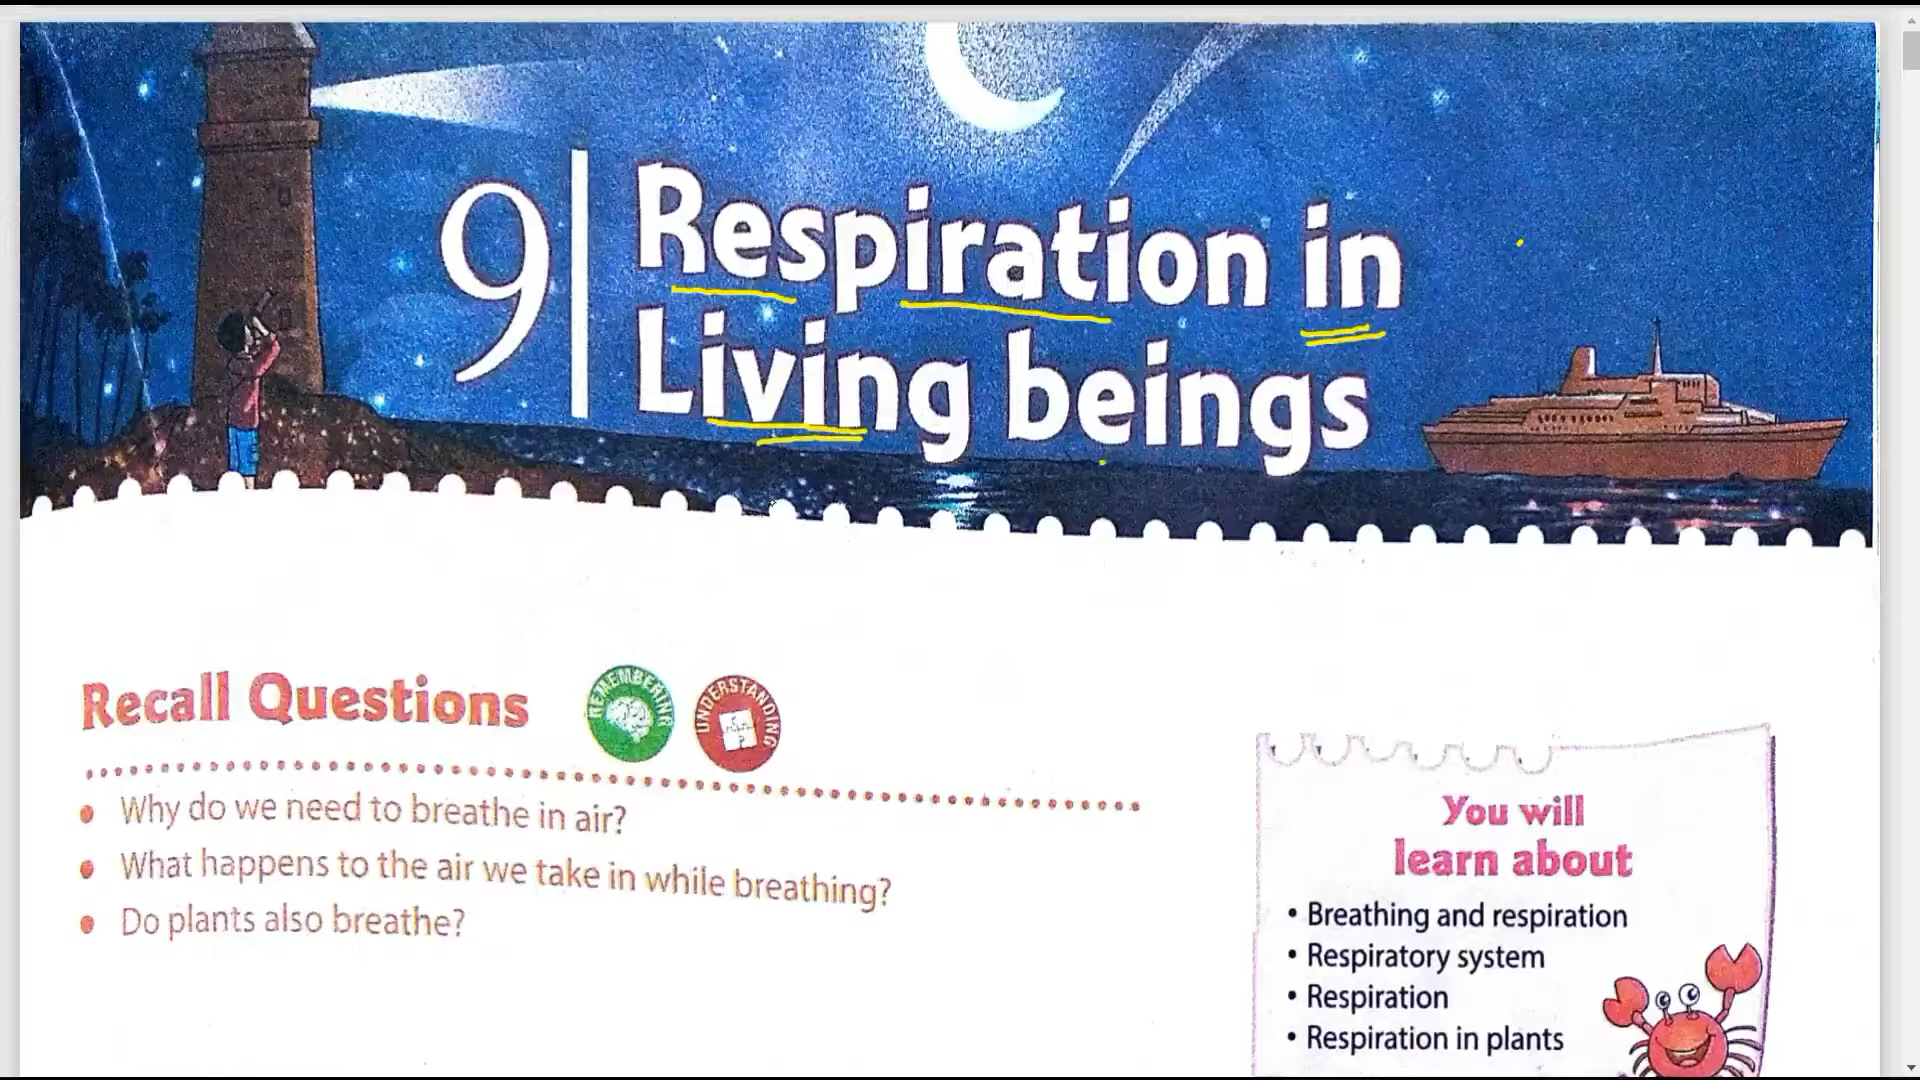 9
Respiration in
Living beings
Recall Questions
REMEMBERING
UNDERSTANDING
• Why do we need to breathe in air?
• What happens to the air we take in while breathing?
• Do plants also breathe?
You will
learn about
• Breathing and respiration
• Respiratory system
• Respiration
• Respiration in plants